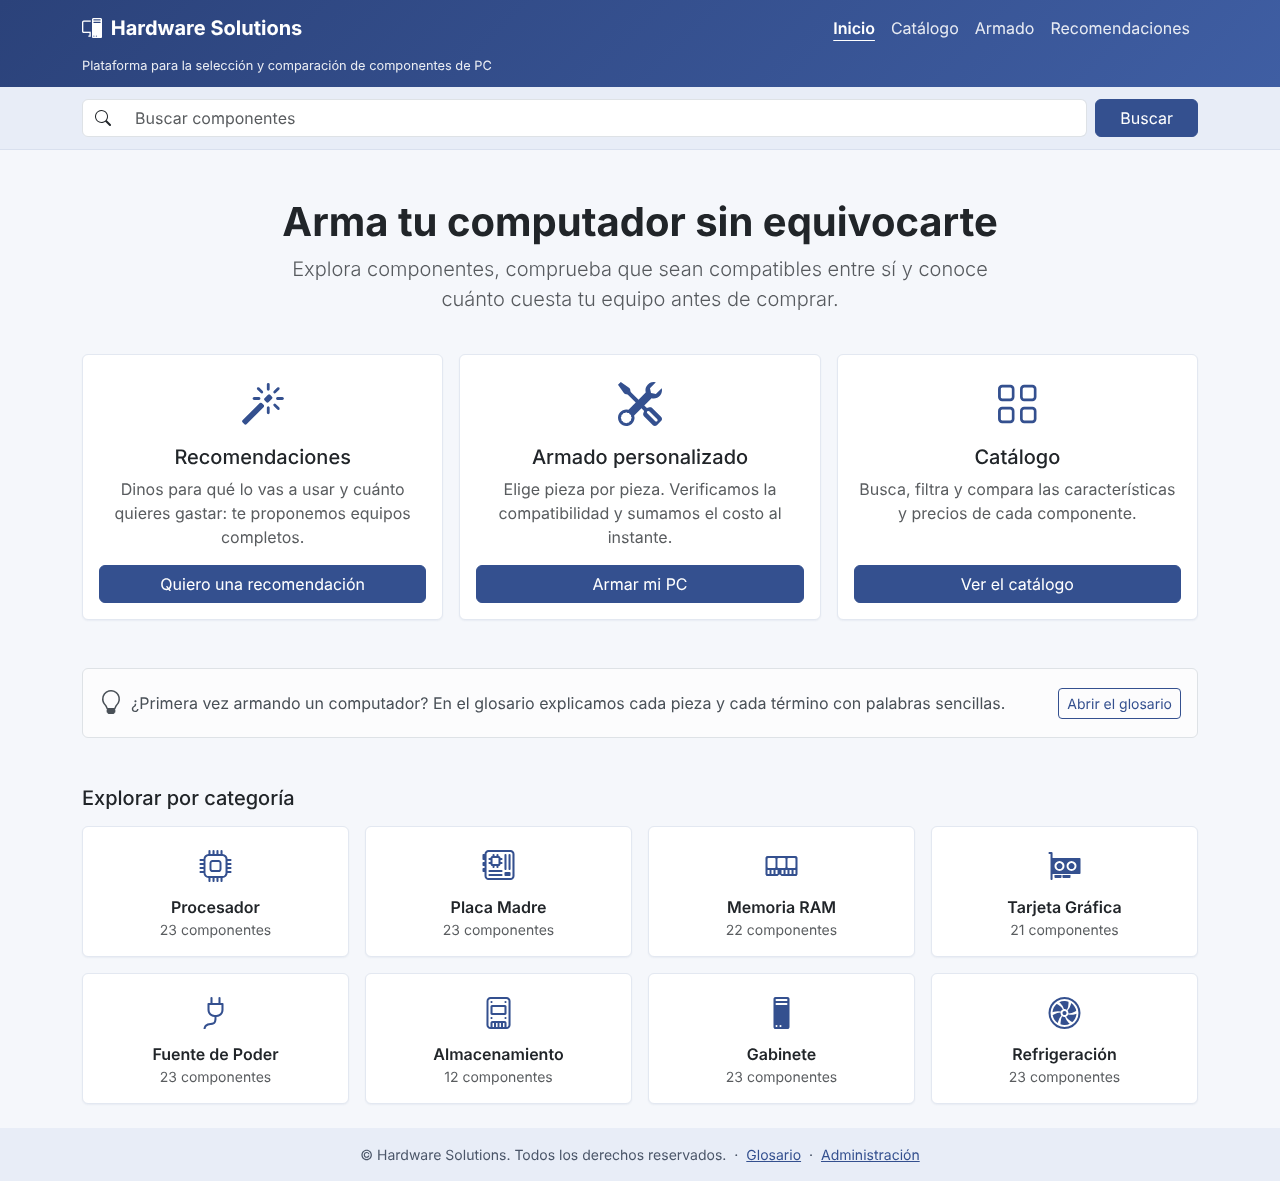 Hardware Solutions
Inicio Catálogo Armado Recomendaciones
Plataforma para la selección y comparación de componentes de PC
Buscar componentes
Buscar
Arma tu computador sin equivocarte
Explora componentes, comprueba que sean compatibles entre sí y conoce
cuánto cuesta tu equipo antes de comprar.
Recomendaciones
Dinos para qué lo vas a usar y cuánto
quieres gastar: te proponemos equipos
completos.
Quiero una recomendación
Armado personalizado
Elige pieza por pieza. Verificamos la
compatibilidad y sumamos el costo al
instante.
Armar mi PC
Catálogo
Busca, filtra y compara las características
y precios de cada componente.
Ver el catálogo
¿Primera vez armando un computador? En el glosario explicamos cada pieza y cada término con palabras sencillas.
Abrir el glosario
Explorar por categoría
Procesador
23 componentes
Placa Madre
23 componentes
Memoria RAM
22 componentes
Tarjeta Gráfica
21 componentes
Fuente de Poder
23 componentes
Almacenamiento
12 componentes
Gabinete
23 componentes
Refrigeración
23 componentes
© Hardware Solutions. Todos los derechos reservados. · Glosario · Administración